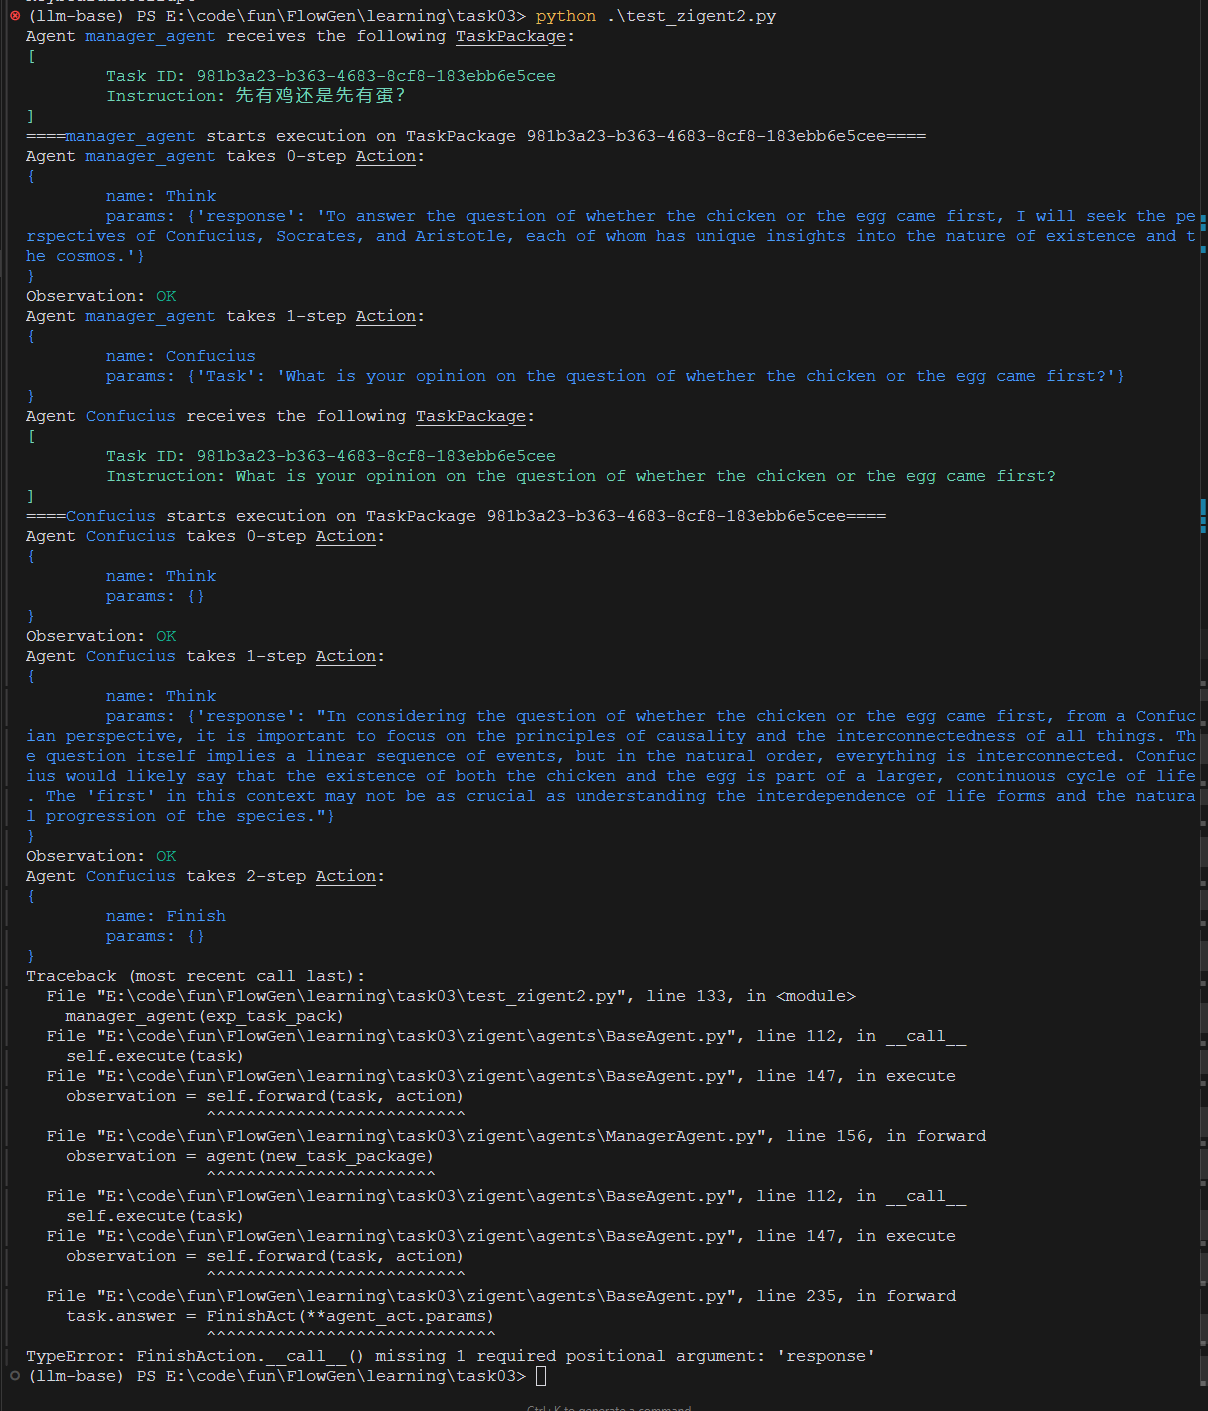 (llm-base) PS E:\code\fun\FlowGen\learning\task03> python .\test_zigent2.py
Agent manager_agent receives the following TaskPackage:
[
Task ID: 981b3a23-b363-4683-8cf8-183ebb6e5cee
Instruction: 先有鸡还是先有蛋?
]
====manager_agent starts execution on TaskPackage 981b3a23-b363-4683-8cf8-183ebb6e5cee====
Agent manager_agent takes 0-step Action:
{
name: Think
params: {'response': 'To answer the question of whether the chicken or the egg came first, I will seek the pe
rspectives of Confucius, Socrates, and Aristotle, each of whom has unique insights into the nature of existence and t
he cosmos.'}
}
Observation: OK
Agent manager_agent takes 1-step Action:
{
name: Confucius
params: {'Task': 'What is your opinion on the question of whether the chicken or the egg came first?'}
}
Agent Confucius receives the following TaskPackage:
[
Task ID: 981b3a23-b363-4683-8cf8-183ebb6e5cee
Instruction: What is your opinion on the question of whether the chicken or the egg came first?
]
====Confucius starts execution on TaskPackage 981b3a23-b363-4683-8cf8-183ebb6e5cee====
Agent Confucius takes 0-step Action:
{
name: Think
params: {}
}
Observation: OK
Agent Confucius takes 1-step Action:
{
name: Think
params: {'response': "In considering the question of whether the chicken or the egg came first, from a Confuc
ian perspective, it is important to focus on the principles of causality and the interconnectedness of all things. Th
e question itself implies a linear sequence of events, but in the natural order, everything is interconnected. Confuc
ius would likely say that the existence of both the chicken and the egg is part of a larger, continuous cycle of life
. The 'first' in this context may not be as crucial as understanding the interdependence of life forms and the natura
l progression of the species."}
}
Observation: OK
Agent Confucius takes 2-step Action:
{
name: Finish
params: {}
}
Traceback (most recent call last):
File "E:\code\fun\FlowGen\learning\task03\test_zigent2.py", line 133, in <module>
manager_agent(exp_task_pack)
File "E:\code\fun\FlowGen\learning\task03\zigent\agents\BaseAgent.py", line 112, in __call__
self.execute(task)
File "E:\code\fun\FlowGen\learning\task03\zigent\agents\BaseAgent.py", line 147, in execute
observation = self.forward(task, action)
^^^^^^^^^^^^^^^^^^^^^^^^^^
File "E:\code\fun\FlowGen\learning\task03\zigent\agents\ManagerAgent.py", line 156, in forward
observation = agent(new_task_package)
^^^^^^^^^^^^^^^^^^^^^^^
File "E:\code\fun\FlowGen\learning\task03\zigent\agents\BaseAgent.py", line 112, in __call__
self.execute(task)
File "E:\code\fun\FlowGen\learning\task03\zigent\agents\BaseAgent.py", line 147, in execute
observation = self.forward(task, action)
^^^^^^^^^^^^^^^^^^^^^^^^^^
File "E:\code\fun\FlowGen\learning\task03\zigent\agents\BaseAgent.py", line 235, in forward
task.answer = FinishAct(**agent_act.params)
^^^^^^^^^^^^^^^^^^^^^^^^^^^^^
TypeError: FinishAction.__call__() missing 1 required positional argument: 'response'
(llm-base) PS E:\code\fun\FlowGen\learning\task03>